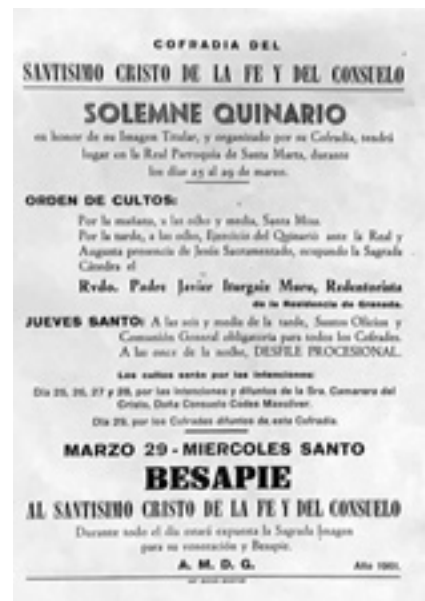 COFRADIA DEL
SANTISIMO CRISTO DE LA FE Y DEL CONSUELO
SOLEMNE QUINARIO
en honor de su Imagen Titular, y organizado por su Cofradía, tendrá
lugar en la Real Parroquia de Santa Marta, durante
los días 25 al 29 de marzo.
ORDEN DE CULTOS:
Por la mañana, a las ocho y media, Santa Misa.
Por la tarde, a las ocho, Ejercicio del Quinario ante la Real y
Augusta presencia de Jesús Sacramentado, ocupando la Sagrada
Cátedra el
Rvdo. Padre Javier Iturgaiz Moro, Redentorista
de la Residencia de Granada.
JUEVES SANTO: A las seis y media de la tarde, Santos Oficios y
Comunión General obligatoria para todos los Cofrades.
A las once de la noche, DESFILE PROCESIONAL.
Los cultos serán por las intenciones:
Día 25, 26, 27 y 28, por las intenciones y difuntos de la Sra. Camarera del
Cristo, Doña Consuelo Codes Masoliver.
Día 29, por los Cofrades difuntos de esta Cofradía.
MARZO 29 - MIERCOLES SANTO
BESAPIE
AL SANTISIMO CRISTO DE LA FE Y DEL CONSUELO
Durante todo el día estará expuesta la Sagrada Imagen
para su veneración y Besapie.
A. M. D. G. Año 1961.